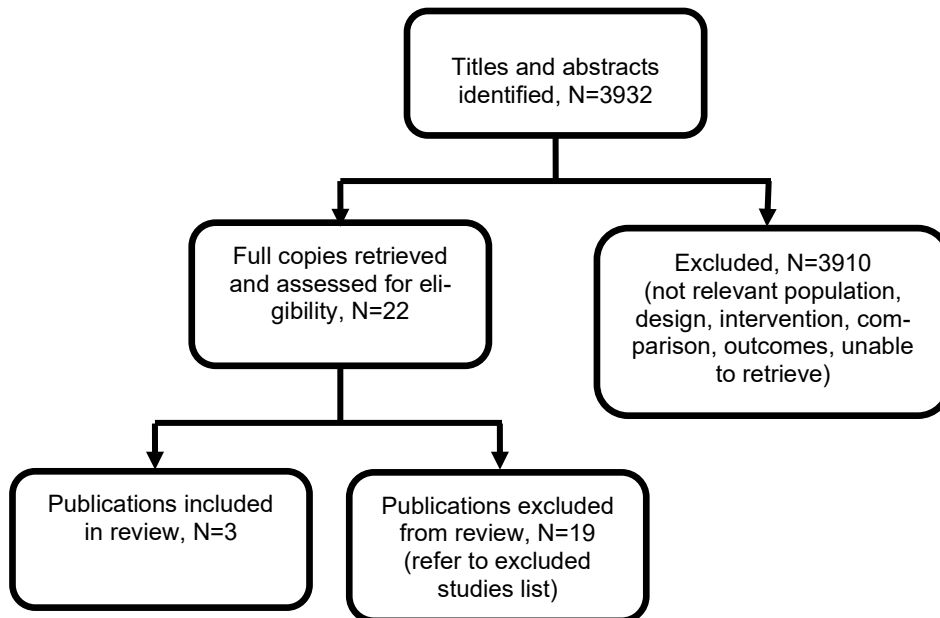 Titles and abstracts
identified, N=3932
Full copies retrieved
and assessed for eli-
gibility, N=22
Excluded, N=3910
(not relevant population,
design, intervention, com-
parison, outcomes, unable
to retrieve)
Publications included
in review, N=3
Publications excluded
from review, N=19
(refer to excluded
studies list)